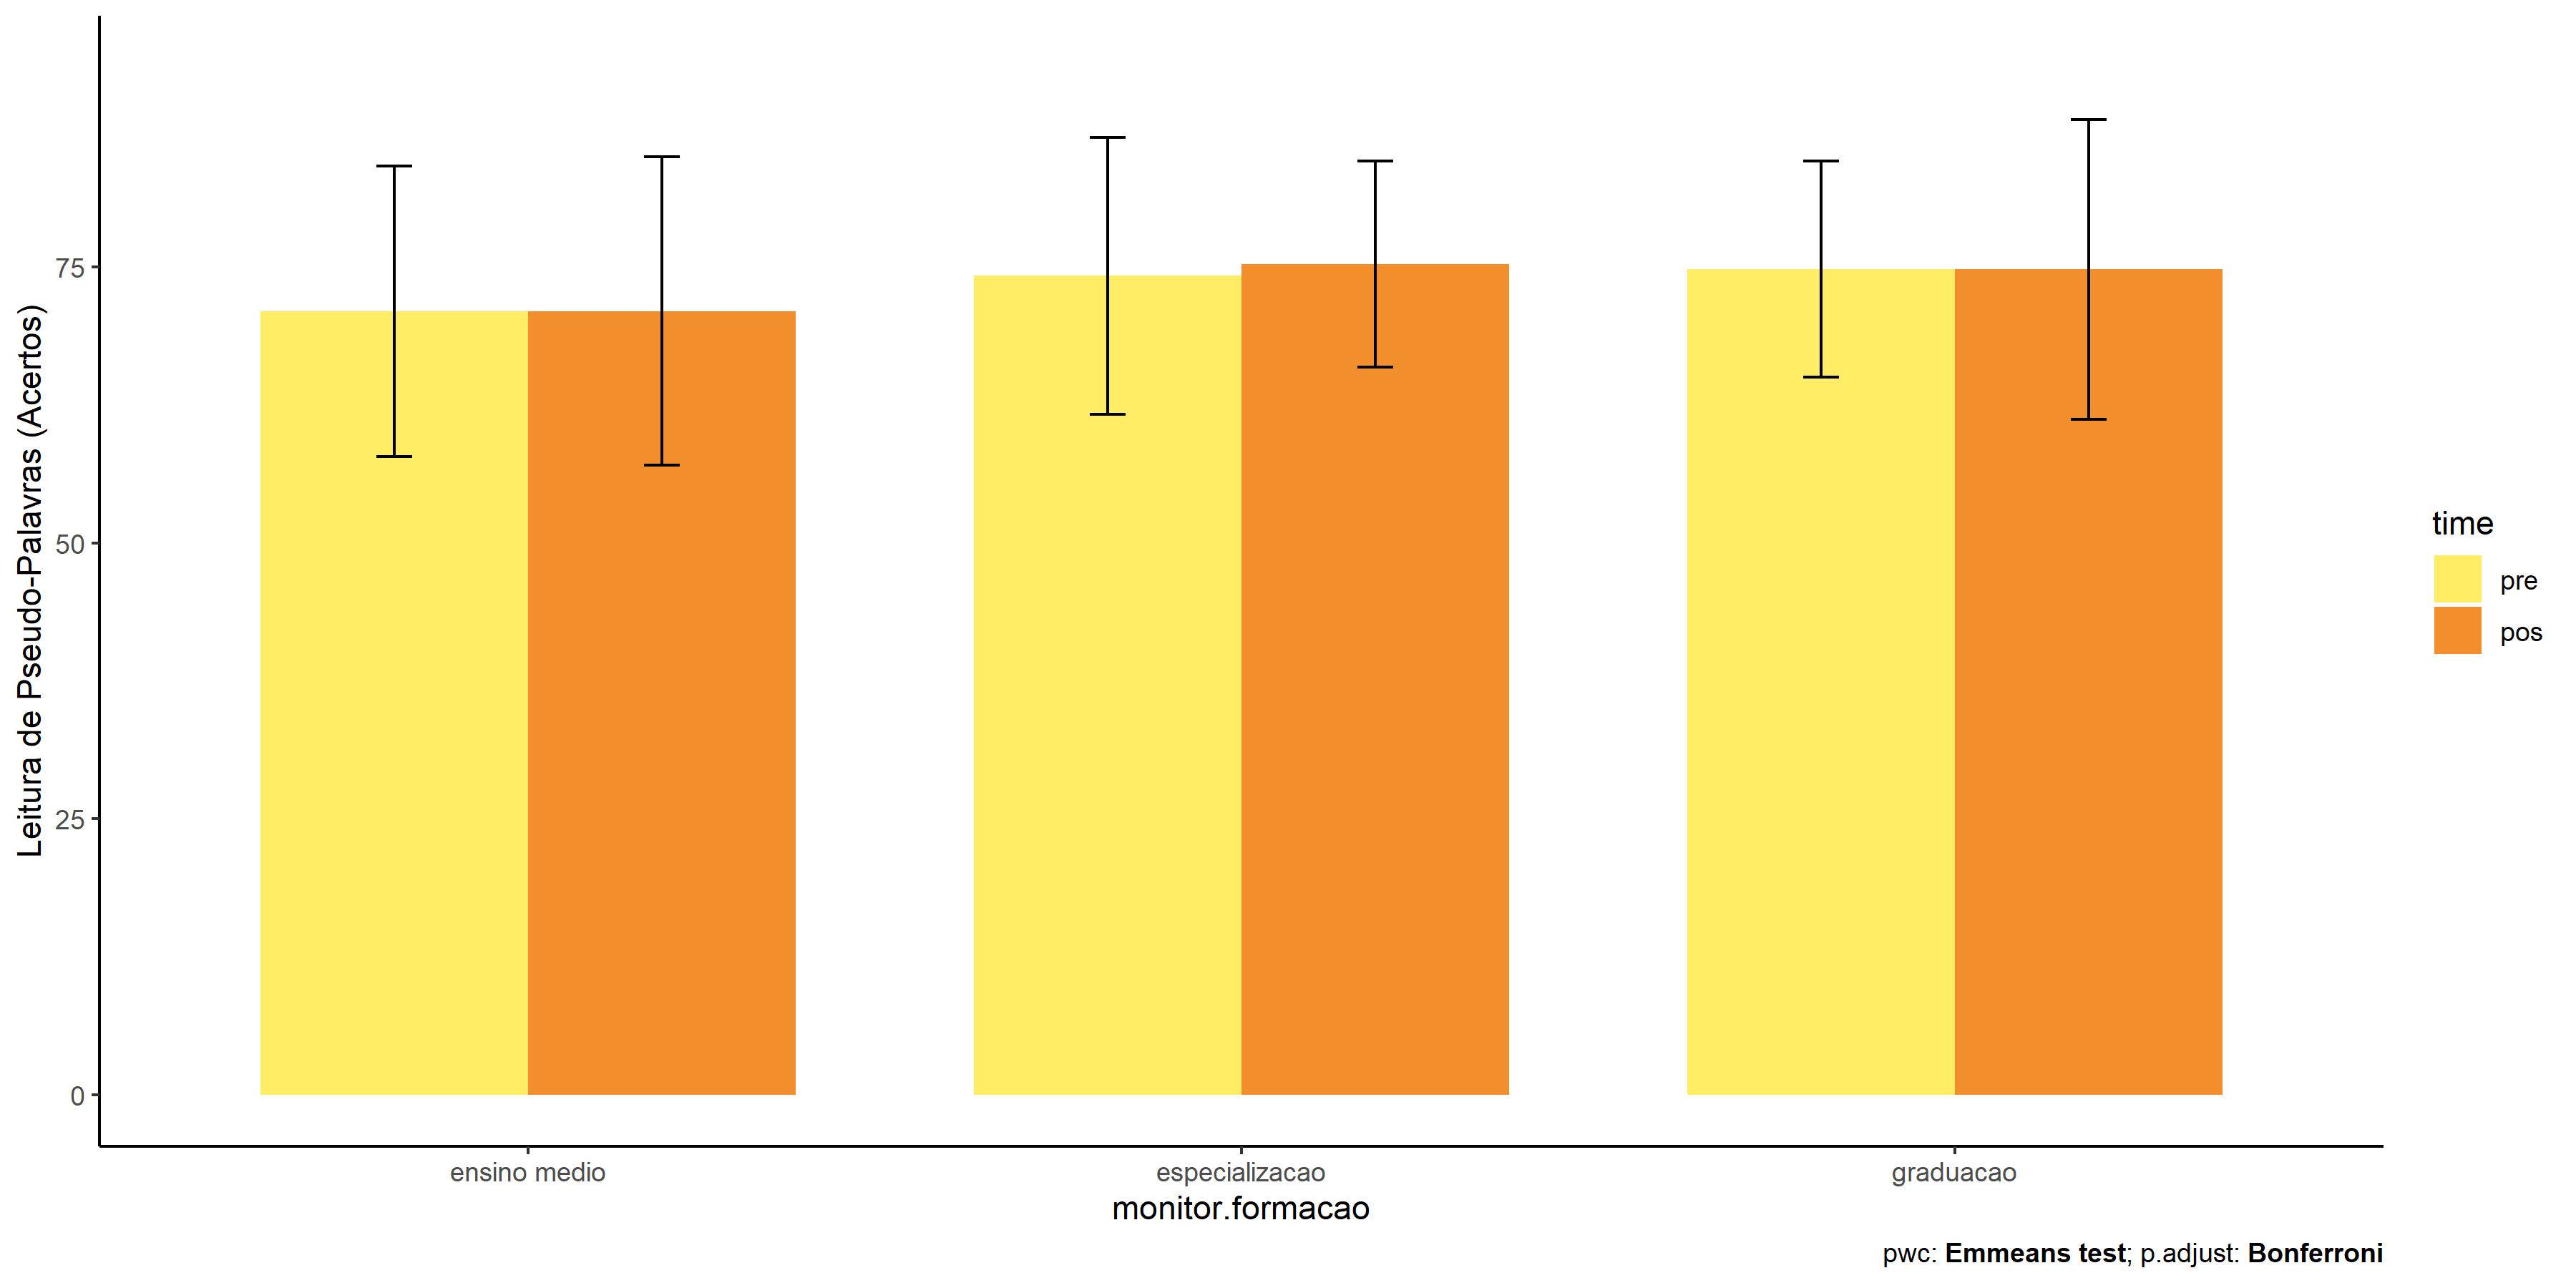 Leitura de Pseudo-Palavras (Acertos)
75
50
25
0
ensino medio
especializacao
graduacao
monitor.formacao
time
pre
pos
pwc: Emmeans test; p.adjust: Bonferroni